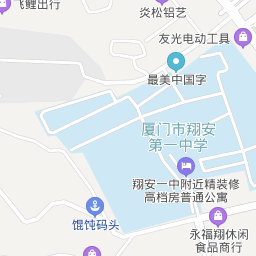 飞鲤出行
炎松铝艺
友光电动工具
最美中国字
厦门市翔安
第一中学
翔安一中附近精装修
高档房普通公寓
馄饨码头
永福翔休闲
食品商行